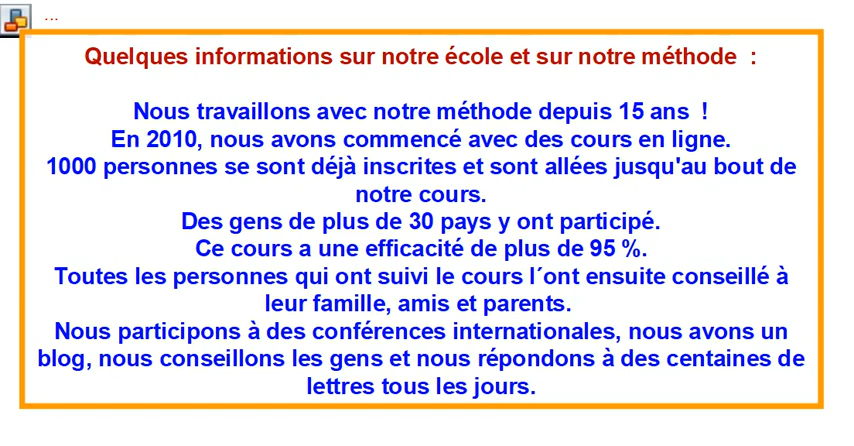 ...
Quelques informations sur notre école et sur notre méthode  :
Nous travaillons avec notre méthode depuis 15 ans  !
En 2010, nous avons commencé avec des cours en ligne.
1000 personnes se sont déjà inscrites et sont allées jusqu'au bout de
notre cours.
Des gens de plus de 30 pays y ont participé.
Ce cours a une efficacité de plus de 95 %.
Toutes les personnes qui ont suivi le cours l´ont ensuite conseillé à
leur famille, amis et parents.
Nous participons à des conférences internationales, nous avons un
blog, nous conseillons les gens et nous répondons à des centaines de
lettres tous les jours.